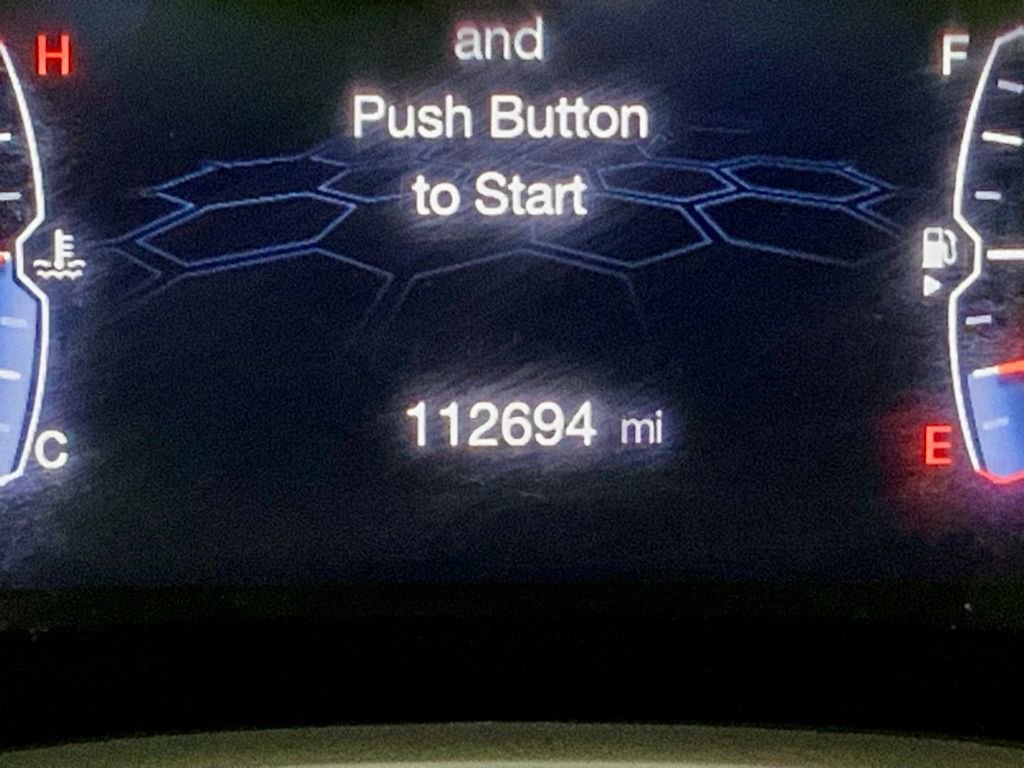 H
and
F
Push Button
to Start
112694 mi
C
E